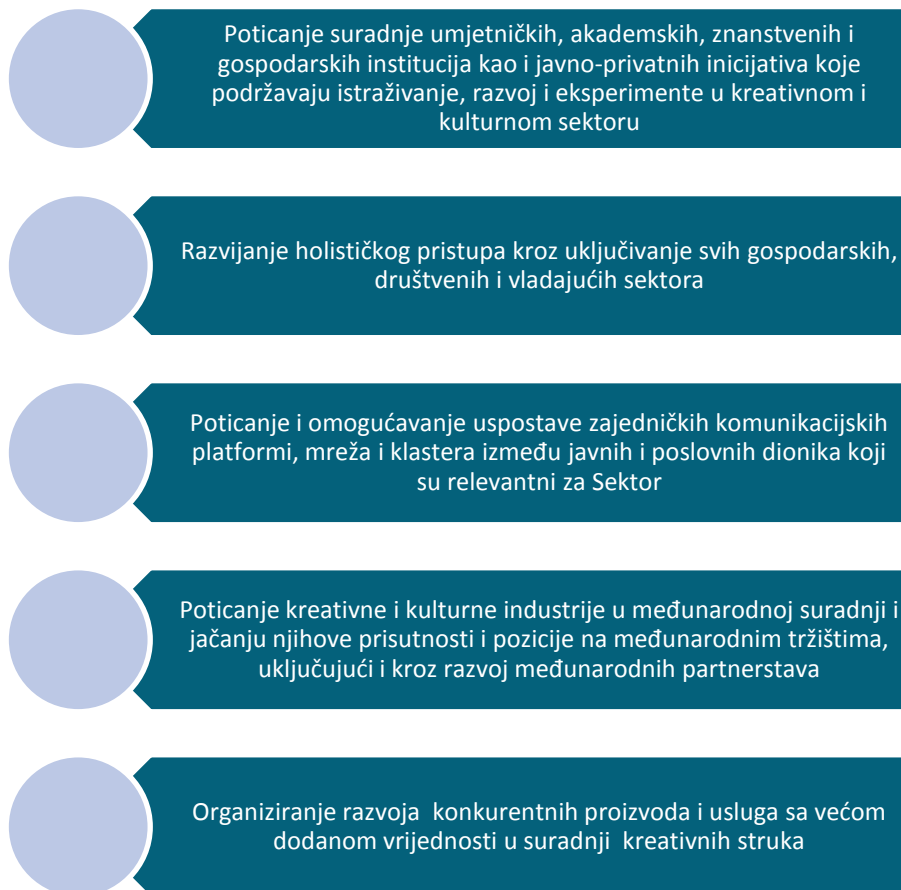 Poticanje suradnje umjetničkih, akademskih, znanstvenih i
gospodarskih institucija kao i javno-privatnih inicijativa koje
podržavaju istraživanje, razvoj i eksperimente u kreativnom i
kulturnom sektoru
Razvijanje holističkog pristupa kroz uključivanje svih gospodarskih,
društvenih i vladajućih sektora
Poticanje i omogućavanje uspostave zajedničkih komunikacijskih
platformi, mreža i klastera između javnih i poslovnih dionika koji
su relevantni za Sektor
Poticanje kreativne i kulturne industrije u međunarodnoj suradnji i
jačanju njihove prisutnosti i pozicije na međunarodnim tržištima,
uključujući i kroz razvoj međunarodnih partnerstava
Organiziranje razvoja  konkurentnih proizvoda i usluga sa većom
dodanom vrijednosti u suradnji  kreativnih struka